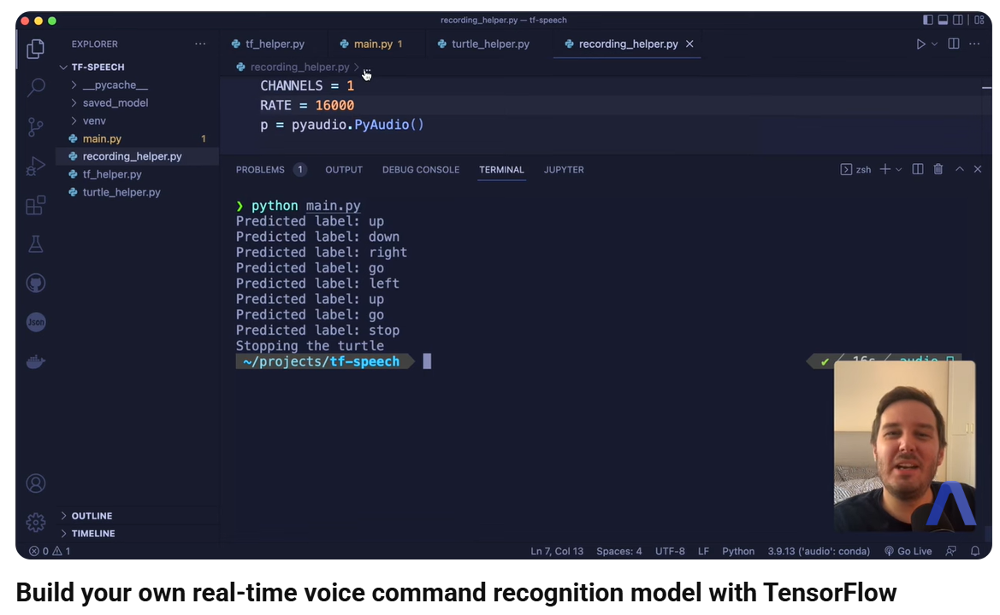 recording_helper.py — tf-speech
EXPLORER
tf_helper.py
main.py 1
turtle_helper.py
recording_helper.py
TF-SPEECH
recording_helper.py > ...
__pycache__
saved_model
venv
main.py 1
recording_helper.py
tf_helper.py
turtle_helper.py
CHANNELS = 1
RATE = 16000
p = pyaudio.PyAudio()
PROBLEMS 1 OUTPUT DEBUG CONSOLE TERMINAL JUPYTER zsh
❯ python main.py
Predicted label: up
Predicted label: down
Predicted label: right
Predicted label: go
Predicted label: left
Predicted label: up
Predicted label: go
Predicted label: stop
Stopping the turtle
~/projects/tf-speech
✔ / 16s / audio
Json
OUTLINE
TIMELINE
0 1 Ln 7, Col 13 Spaces: 4 UTF-8 LF Python 3.9.13 ('audio': conda) Go Live
Build your own real-time voice command recognition model with TensorFlow